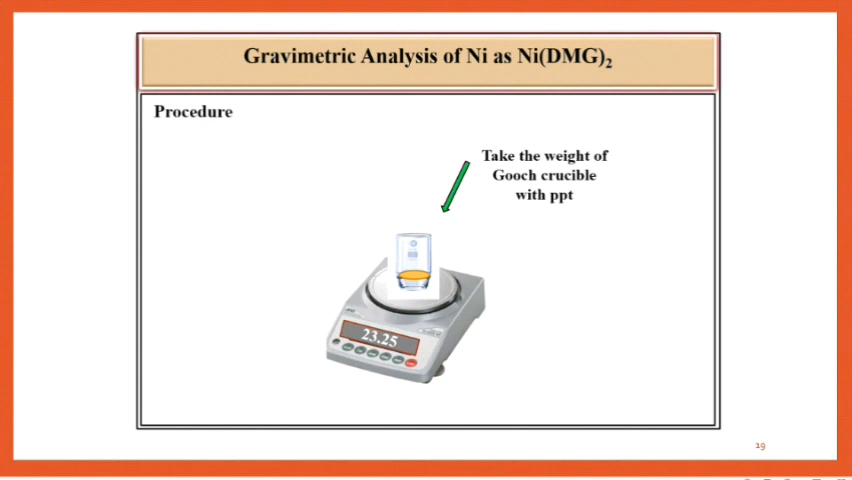 Gravimetric Analysis of Ni as Ni(DMG)₂
Procedure
Take the weight of
Gooch crucible
with ppt
23.25
19